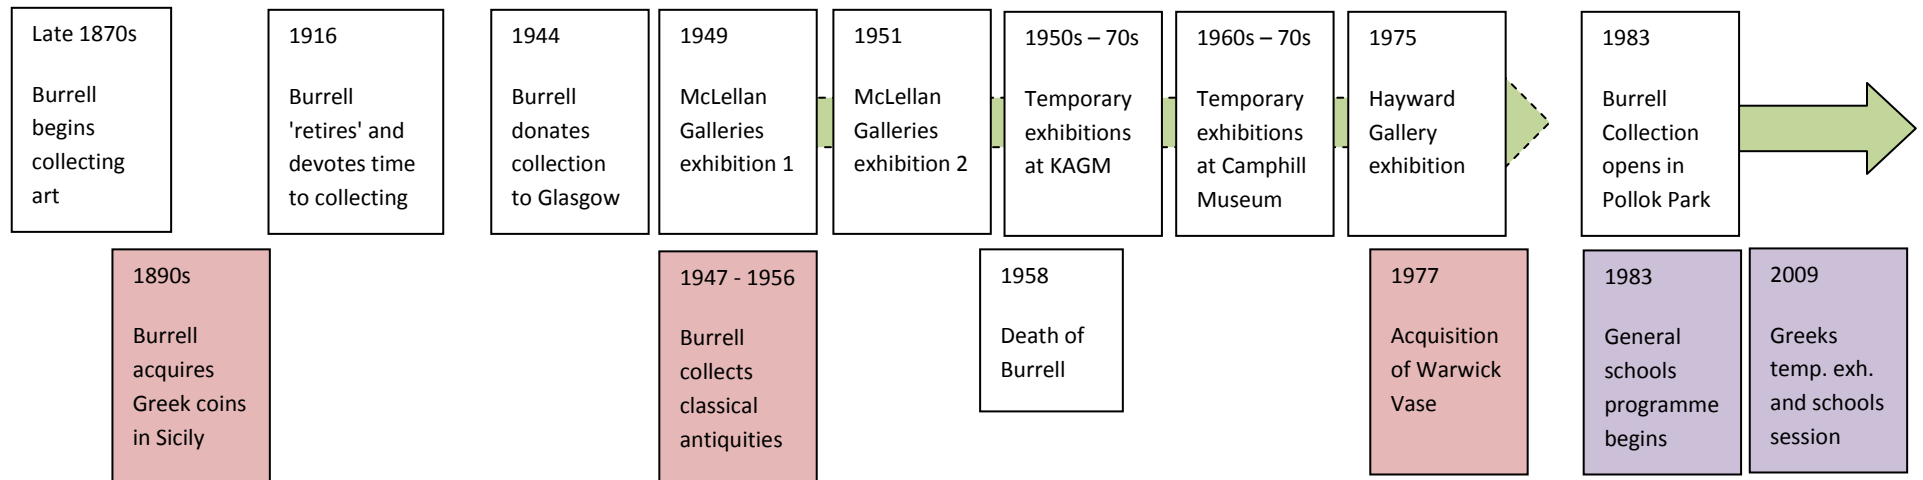 Late 1870s
Burrell
begins
collecting
art
1916
Burrell
'retires' and
devotes time
to collecting
1944
Burrell
donates
collection
to Glasgow
1949
McLellan
Galleries
exhibition 1
1951
McLellan
Galleries
exhibition 2
1950s – 70s
Temporary
exhibitions
at KAGM
1960s – 70s
Temporary
exhibitions
at Camphill
Museum
1975
Hayward
Gallery
exhibition
1983
Burrell
Collection
opens in
Pollok Park
1890s
Burrell
acquires
Greek coins
in Sicily
1947 - 1956
Burrell
collects
classical
antiquities
1958
Death of
Burrell
1977
Acquisition
of Warwick
Vase
1983
General
schools
programme
begins
2009
Greeks
temp. exh.
and schools
session